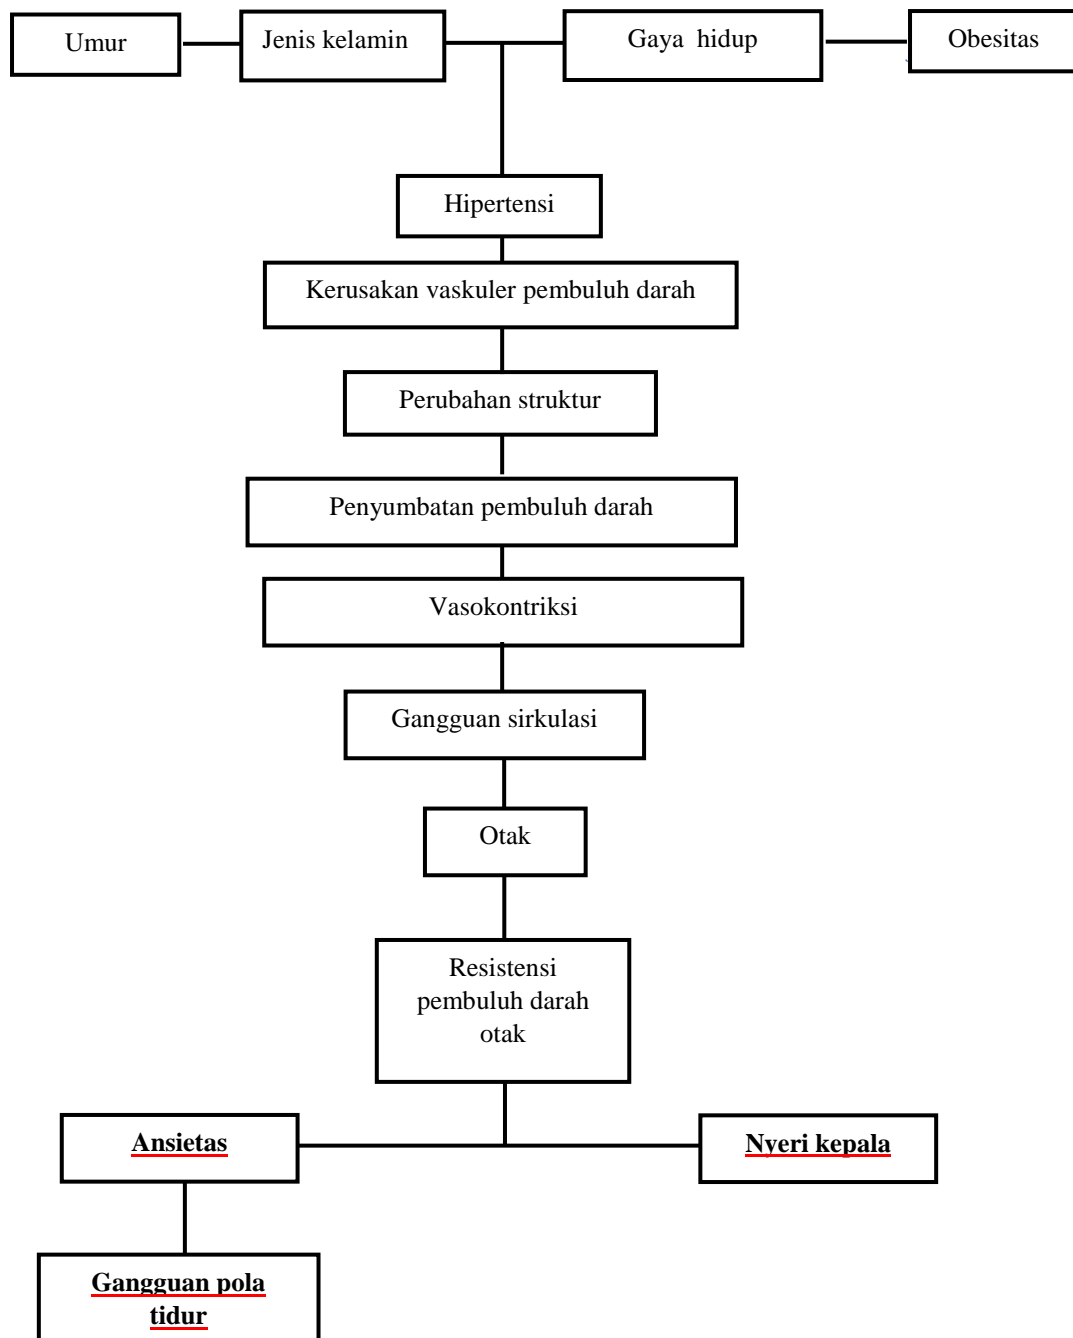 Umur
Jenis kelamin
Gaya hidup
Obesitas
Hipertensi
Kerusakan vaskuler pembuluh darah
Perubahan struktur
Penyumbatan pembuluh darah
Vasokontriksi
Gangguan sirkulasi
Otak
Resistensi
pembuluh darah
otak
Ansietas
Nyeri kepala
Gangguan pola
tidur